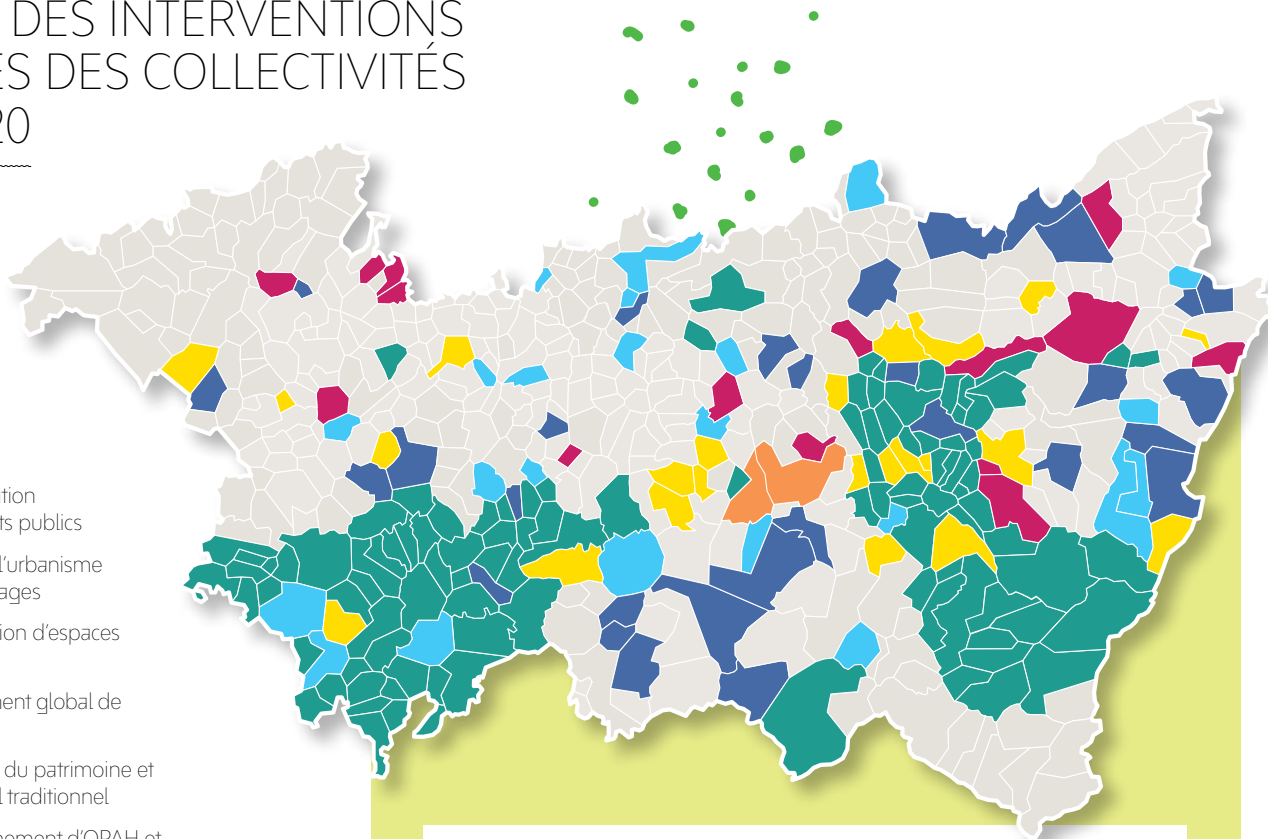 DES INTERVENTIONS
ES DES COLLECTIVITÉS
20
tion
ts publics
l'urbanisme
ages
ion d'espaces
ent global de
du patrimoine et
l traditionnel
nement d'OPAH et